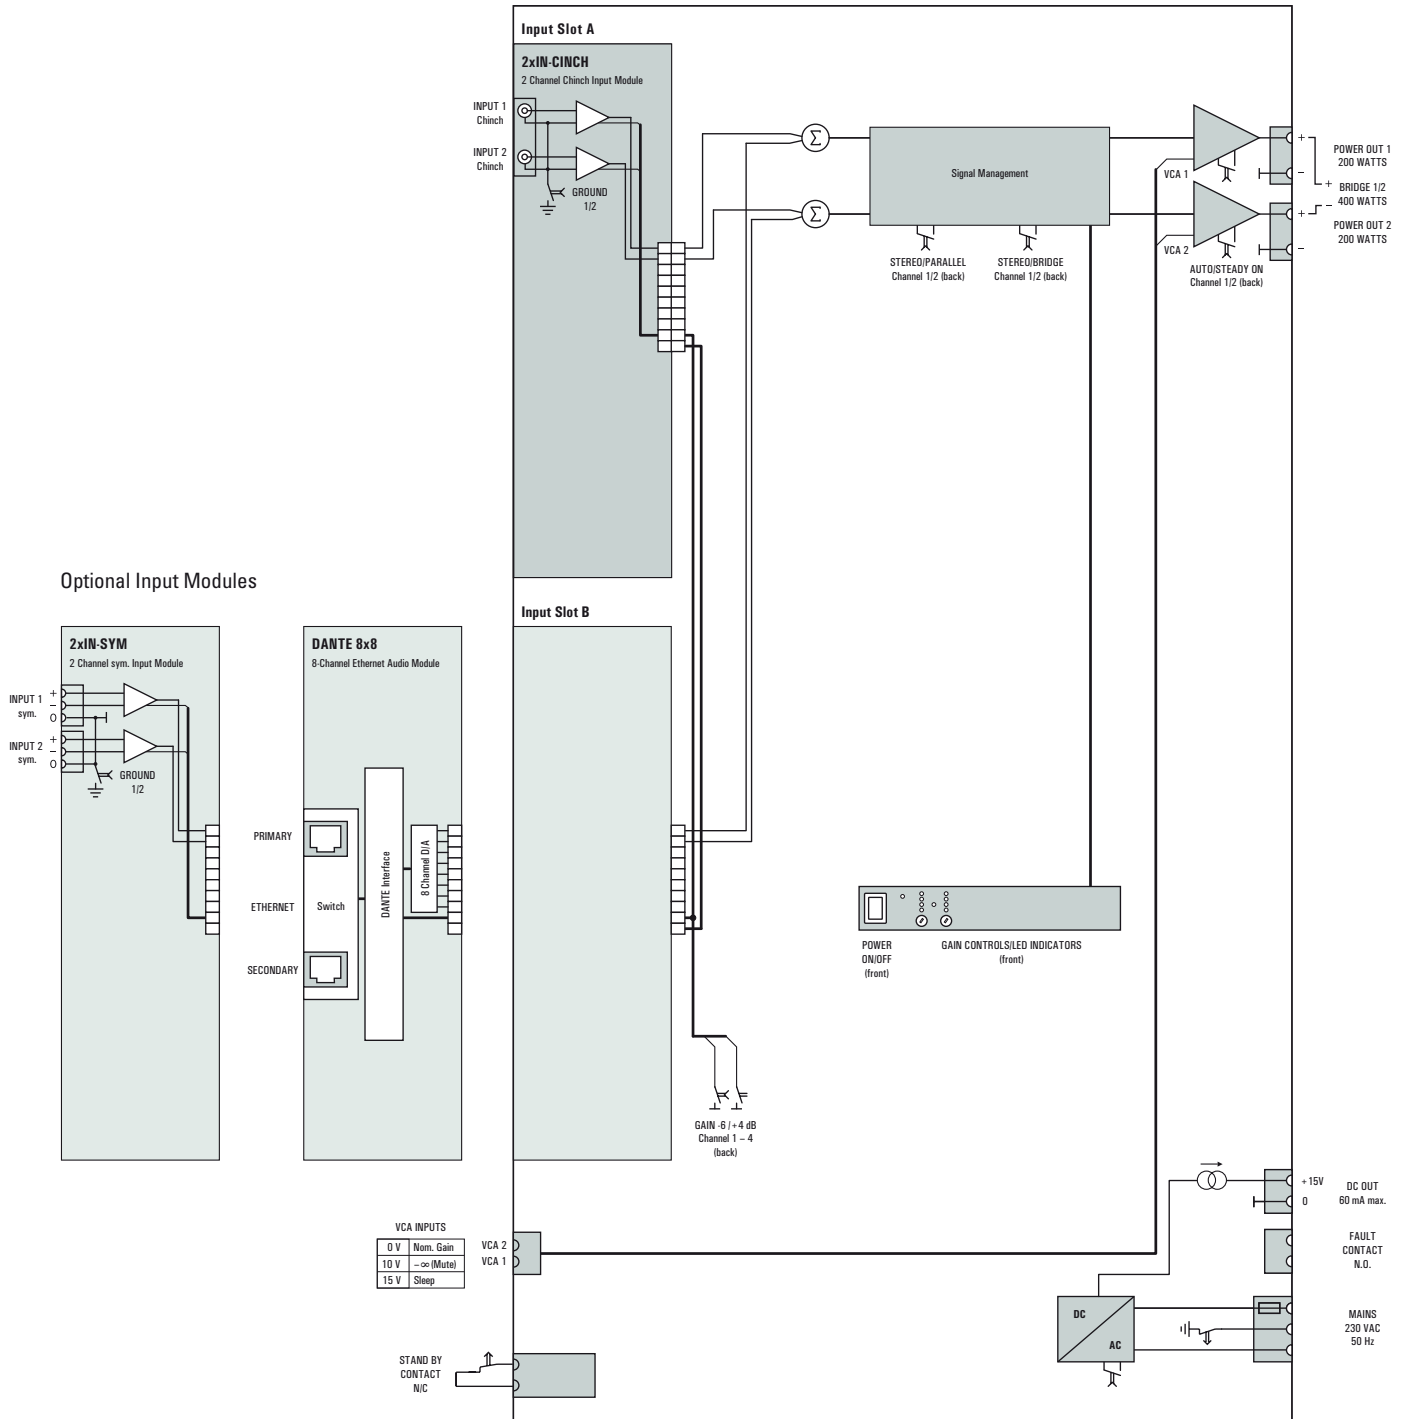 Input Slot A
2xIN-CINCH
2 Channel Chinch Input Module
INPUT 1
Chinch
INPUT 2
Chinch
GROUND
1/2
Σ
Σ
Signal Management
STEREO/PARALLEL
Channel 1/2 (back)
STEREO/BRIDGE
Channel 1/2 (back)
VCA 1
VCA 2
AUTO/STEADY ON
Channel 1/2 (back)
+
−
+
−
+
−
POWER OUT 1
200 WATTS
BRIDGE 1/2
400 WATTS
POWER OUT 2
200 WATTS
Optional Input Modules
2xIN-SYM
2 Channel sym. Input Module
INPUT 1
sym.
+
−
0
INPUT 2
sym.
+
−
0
GROUND
1/2
DANTE 8x8
8-Channel Ethernet Audio Module
PRIMARY
ETHERNET
SECONDARY
Switch
DANTE Interface
8 Channel D/A
Input Slot B
POWER
ON/OFF
(front)
GAIN CONTROLS/LED INDICATORS
(front)
GAIN -6 /+4 dB
Channel 1 – 4
(back)
VCA INPUTS
0 V Nom. Gain
10 V −∞ (Mute)
15 V Sleep
VCA 2
VCA 1
STAND BY
CONTACT
N/C
DC
AC
+15V
0
DC OUT
60 mA max.
FAULT
CONTACT
N.O.
MAINS
230 VAC
50 Hz